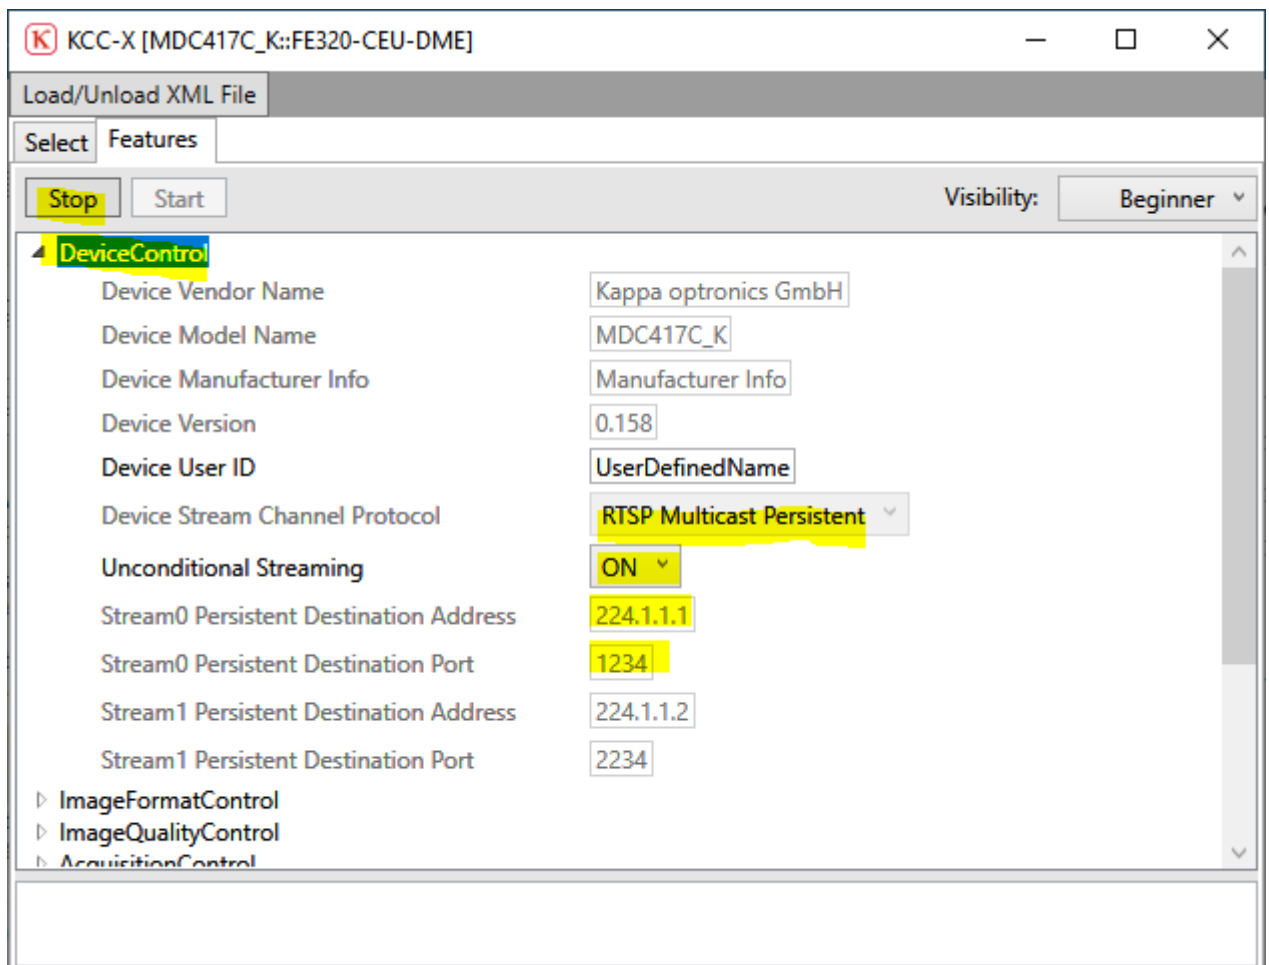 K KCC-X [MDC417C_K::FE320-CEU-DME]
Load/Unload XML File
Select Features
Stop Start Visibility: Beginner
DeviceControl
Device Vendor Name Kappa optronics GmbH
Device Model Name MDC417C_K
Device Manufacturer Info Manufacturer Info
Device Version 0.158
Device User ID UserDefinedName
Device Stream Channel Protocol RTSP Multicast Persistent
Unconditional Streaming ON
Stream0 Persistent Destination Address 224.1.1.1
Stream0 Persistent Destination Port 1234
Stream1 Persistent Destination Address 224.1.1.2
Stream1 Persistent Destination Port 2234
ImageFormatControl
ImageQualityControl
AcquisitionControl